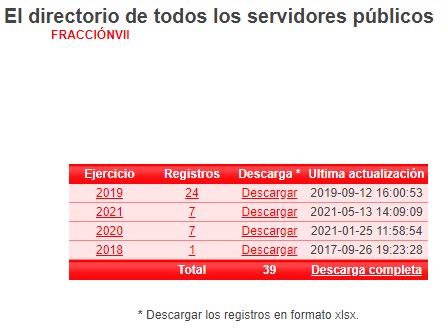 El directorio de todos los servidores públicos
FRACCIÓNVII
Ejercicio Registros Descarga * Ultima actualización
2019 24 Descargar 2019-09-12 16:00:53
2021 7 Descargar 2021-05-13 14:09:09
2020 7 Descargar 2021-01-25 11:58:54
2018 1 Descargar 2017-09-26 19:23:28
Total 39 Descarga completa
* Descargar los registros en formato xlsx.